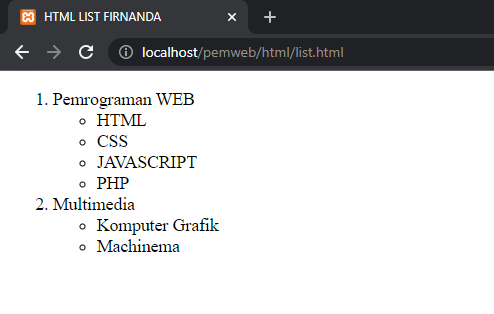 HTML LIST FIRNANDA
localhost/pemweb/html/list.html
1. Pemrograman WEB
HTML
CSS
JAVASCRIPT
PHP
2. Multimedia
Komputer Grafik
Machinema